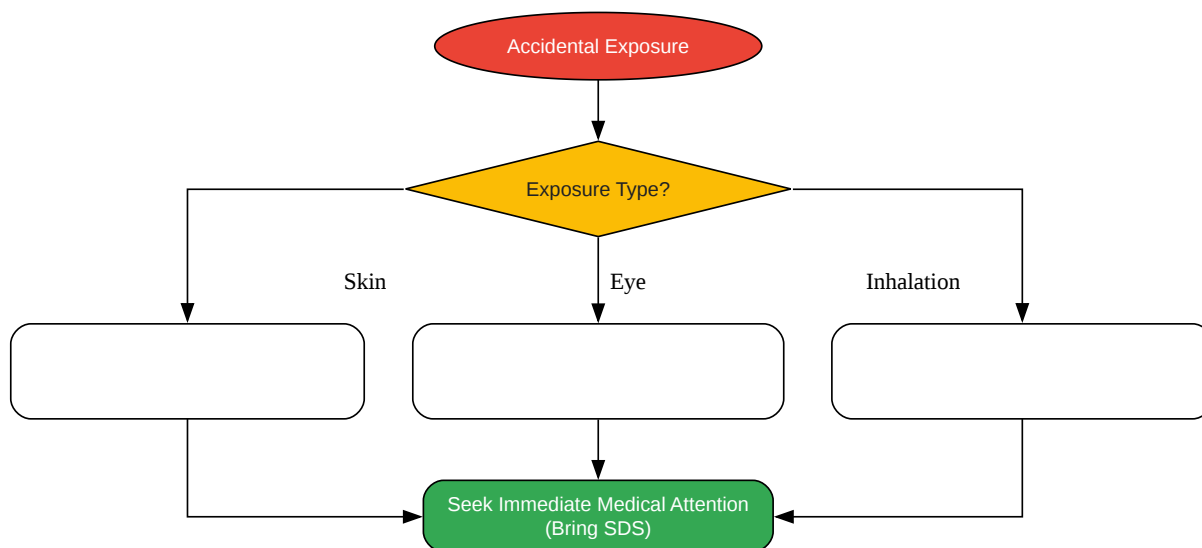 Accidental Exposure
Exposure Type?
Skin
Eye
Inhalation
Seek Immediate Medical Attention
(Bring SDS)